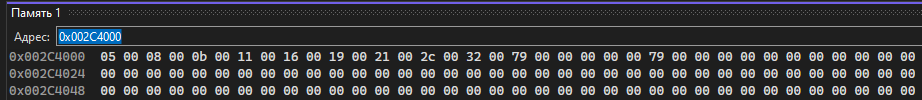 Память 1
Адрес: 0x002C4000
0x002C4000 05 00 08 00 0b 00 11 00 16 00 19 00 21 00 2c 00 32 00 79 00 00 00 00 00 79 00 00 00 00 00 00 00 00 00 00 00
0x002C4024 00 00 00 00 00 00 00 00 00 00 00 00 00 00 00 00 00 00 00 00 00 00 00 00 00 00 00 00 00 00 00 00 00 00 00 00
0x002C4048 00 00 00 00 00 00 00 00 00 00 00 00 00 00 00 00 00 00 00 00 00 00 00 00 00 00 00 00 00 00 00 00 00 00 00 00